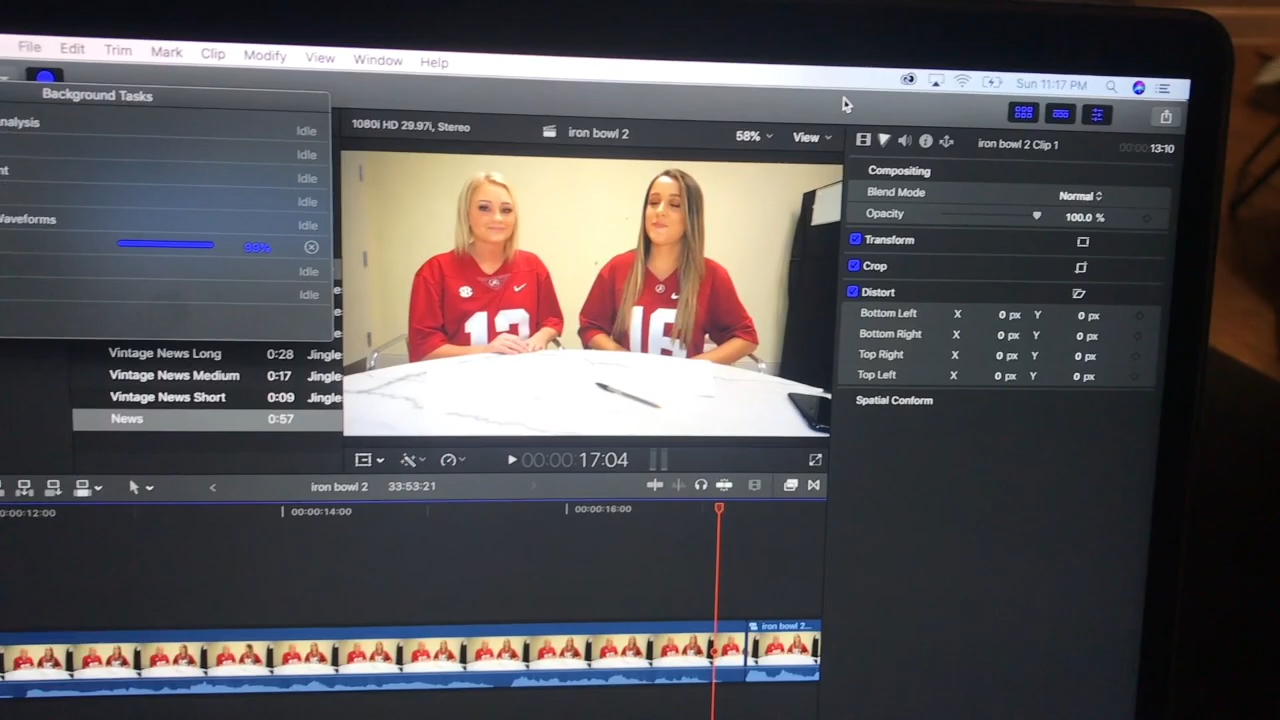 File Edit Trim Mark Clip Modify View Window Help
Sun 11:17 PM
Background Tasks
nalysis
Idle
Idle
nt
Idle
Idle
Waveforms
Idle
99%
Idle
Idle
Vintage News Long 0:28 Jingle
Vintage News Medium 0:17 Jingle
Vintage News Short 0:09 Jingle
News 0:57
1080i HD 29.97i, Stereo
iron bowl 2
58%
View
12
16
00:00:17:04
iron bowl 2 Clip 1
00:00:13:10
Compositing
Blend Mode Normal
Opacity 100.0 %
Transform
Crop
Distort
Bottom Left X 0 px Y 0 px
Bottom Right X 0 px Y 0 px
Top Right X 0 px Y 0 px
Top Left X 0 px Y 0 px
Spatial Conform
iron bowl 2 33:53:21
0:00:12:00 00:00:14:00 00:00:16:00
iron bowl 2...